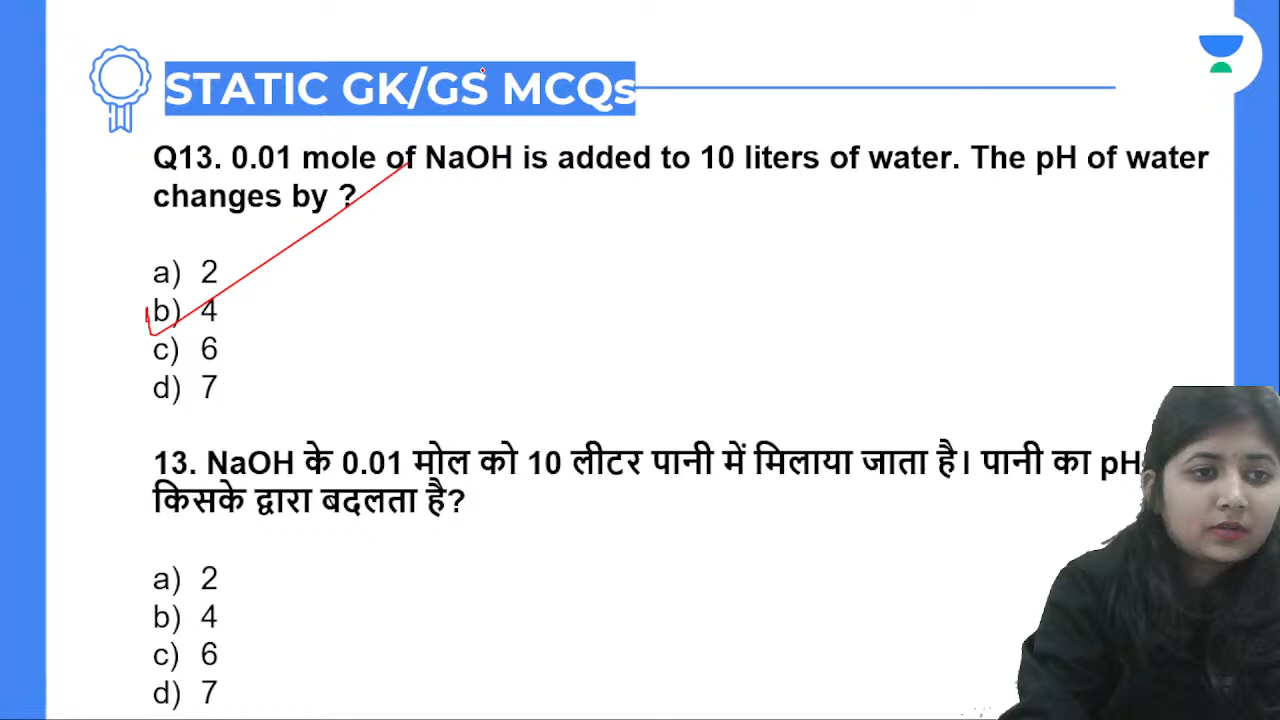 STATIC GK/GS MCQs
Q13. 0.01 mole of NaOH is added to 10 liters of water. The pH of water
changes by ?
a) 2
b) 4
c) 6
d) 7
13. NaOH के 0.01 मोल को 10 लीटर पानी में मिलाया जाता है। पानी का pH
किसके द्वारा बदलता है?
a) 2
b) 4
c) 6
d) 7